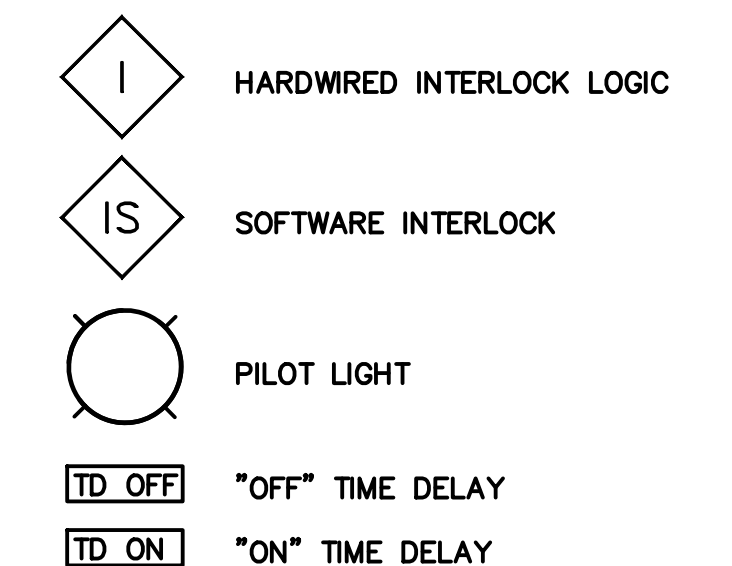 I HARDWIRED INTERLOCK LOGIC
IS SOFTWARE INTERLOCK
PILOT LIGHT
TD OFF ”OFF” TIME DELAY
TD ON ”ON” TIME DELAY